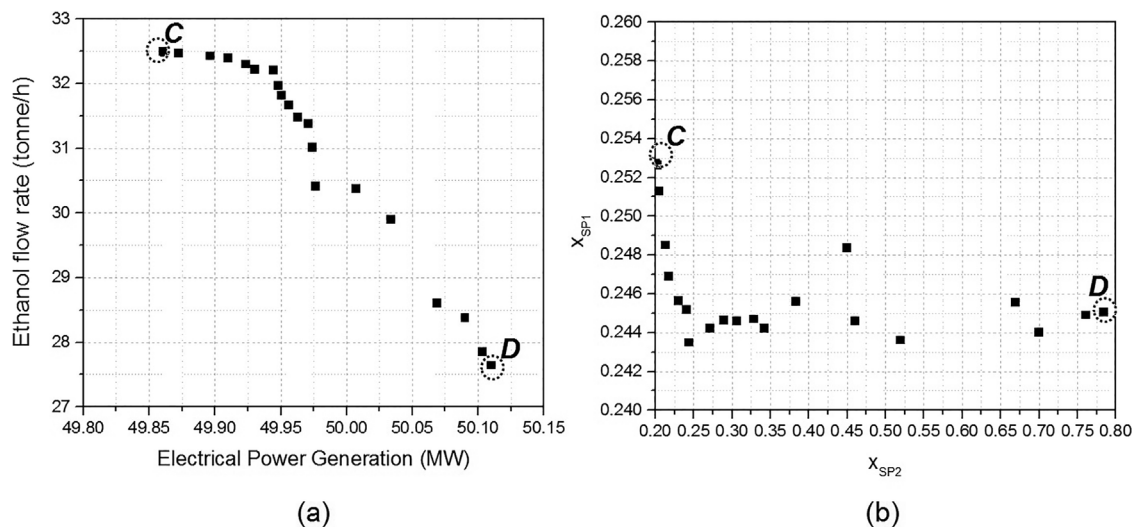 33
32
31
30
29
28
27
Ethanol flow rate (tonne/h)
C
D
49.80 49.85 49.90 49.95 50.00 50.05 50.10 50.15
Electrical Power Generation (MW)
(a)
0.260
0.258
0.256
0.254
0.252
0.250
0.248
0.246
0.244
0.242
0.240
xSP1
C
D
0.20 0.25 0.30 0.35 0.40 0.45 0.50 0.55 0.60 0.65 0.70 0.75 0.80
xSP2
(b)